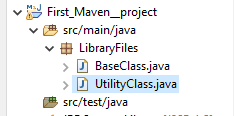 First_Maven__project
src/main/java
LibraryFiles
BaseClass.java
UtilityClass.java
src/test/java